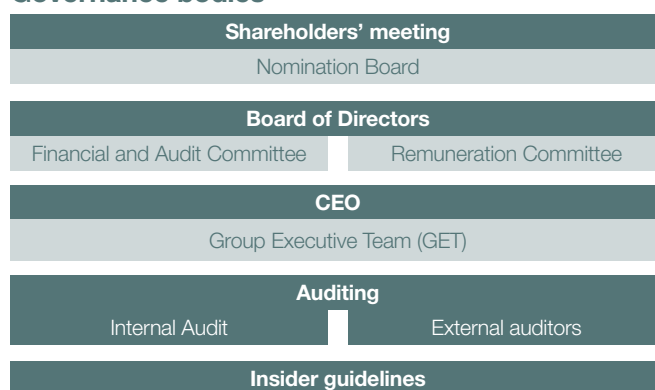 Governance bodies
Shareholders’ meeting
Nomination Board
Board of Directors
Financial and Audit Committee
Remuneration Committee
CEO
Group Executive Team (GET)
Auditing
Internal Audit
External auditors
Insider guidelines